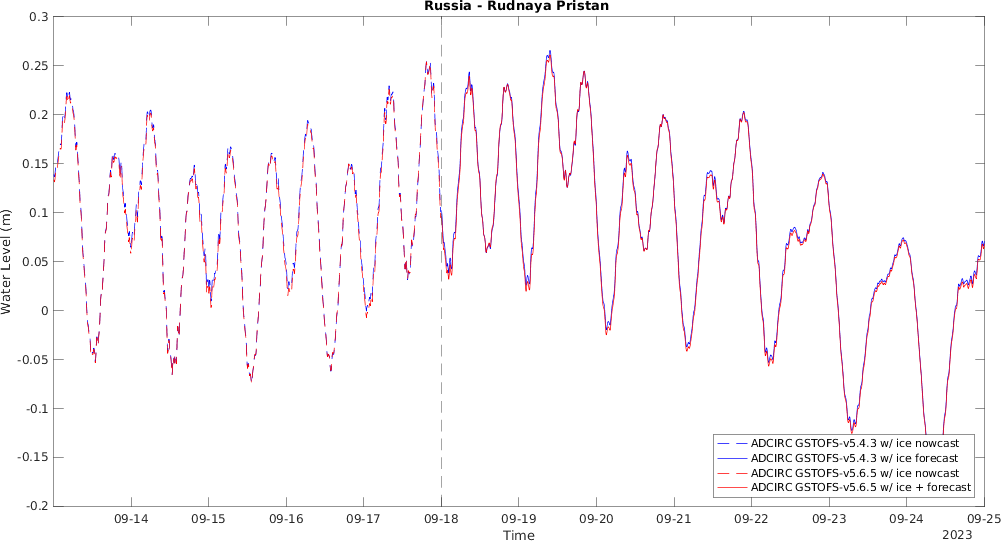 Russia - Rudnaya Pristan
0.3
0.25
0.2
0.15
0.1
0.05
0
-0.05
-0.1
-0.15
-0.2
Water Level (m)
ADCIRC GSTOFS-v5.4.3 w/ ice nowcast
ADCIRC GSTOFS-v5.4.3 w/ ice forecast
ADCIRC GSTOFS-v5.6.5 w/ ice nowcast
ADCIRC GSTOFS-v5.6.5 w/ ice + forecast
09-14 09-15 09-16 09-17 09-18 09-19 09-20 09-21 09-22 09-23 09-24 09-25
Time
2023